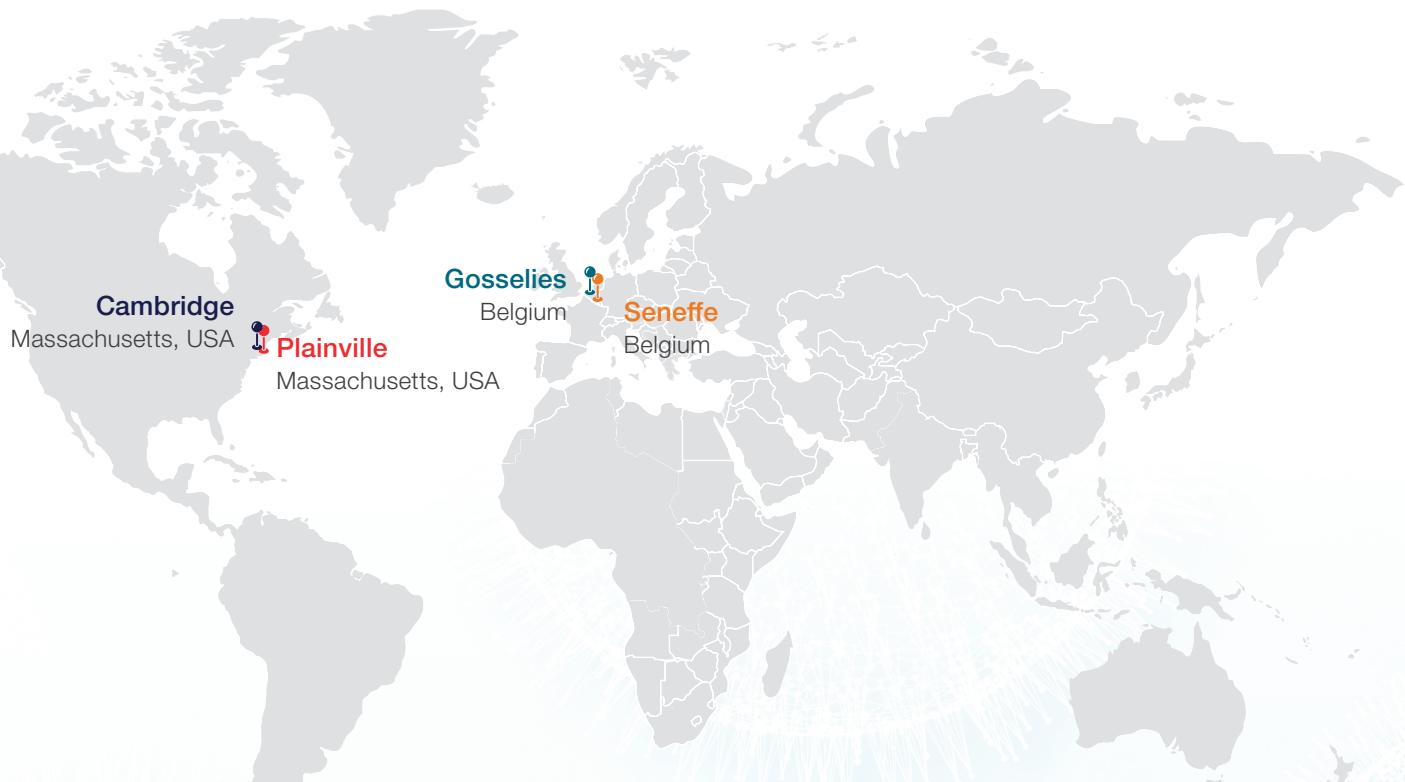 Cambridge
Massachusetts, USA
Plainville
Massachusetts, USA
Gosselies
Belgium
Seneffe
Belgium